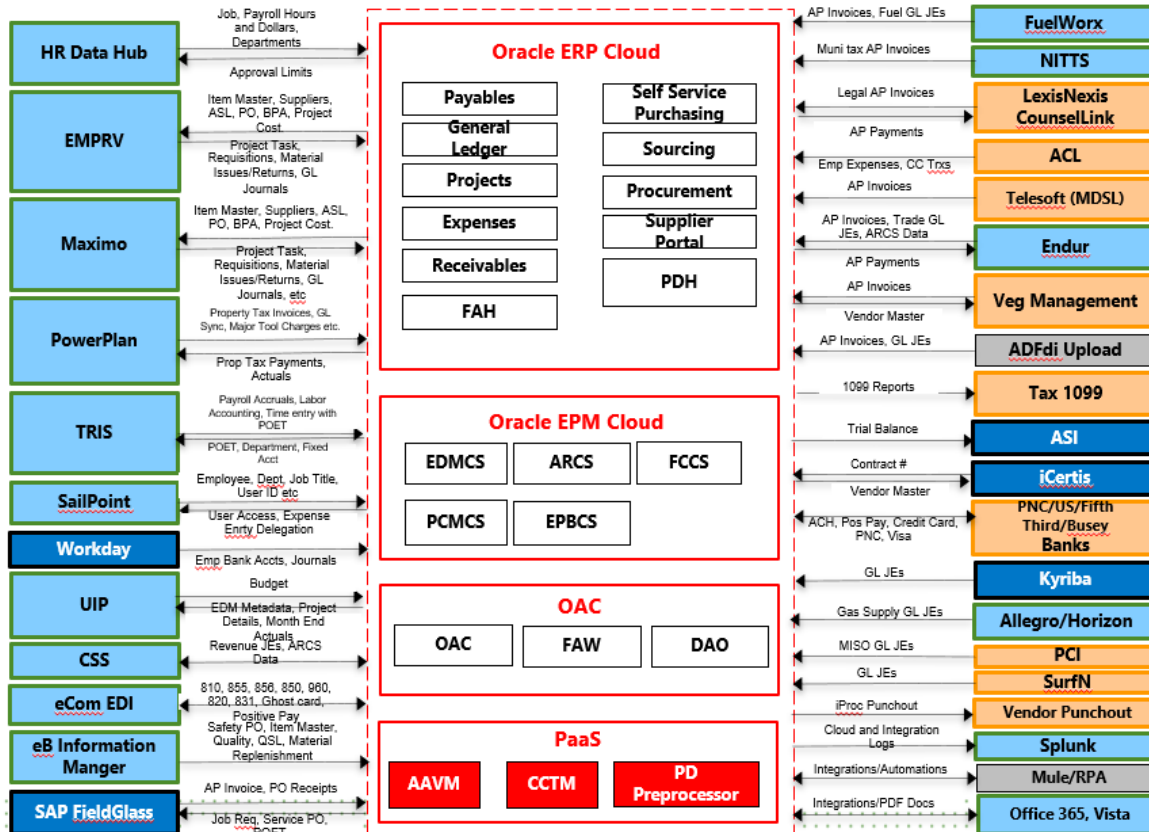 HR Data Hub
Job, Payroll Hours
and Dollars,
Departments
Approval Limits
EMPRV
Item Master, Suppliers,
ASL, PO, BPA, Project
Cost.
Project Task,
Requisitions, Material
Issues/Returns, GL
Journals
Maximo
Item Master, Suppliers, ASL,
PO, BPA, Project Cost.
Project Task,
Requisitions, Material
Issues/Returns, GL
Journals, etc
PowerPlan
Property Tax Invoices, GL
Sync, Major Tool Charges etc.
Prop Tax Payments,
Actuals
TRIS
Payroll Accruals, Labor
Accounting, Time entry with
POET
POET, Department, Fixed
Acct
SailPoint
Employee, Dept, Job Title,
User ID etc
User Access, Expense
Enrty Delegation
Workday
Emp Bank Accts, Journals
UIP
Budget
EDM Metadata, Project
Details, Month End
Actuals
CSS
Revenue JEs, ARCS
Data
eCom EDI
810, 855, 856, 850, 960,
820, 831, Ghost card,
Positive Pay
eB Information
Manger
Safety PO, Item Master,
Quality, QSL, Material
Replenishment
SAP FieldGlass
AP Invoice, PO Receipts
Job Req, Service PO,
POET
Oracle ERP Cloud
Payables
General
Ledger
Projects
Expenses
Receivables
FAH
Self Service
Purchasing
Sourcing
Procurement
Supplier
Portal
PDH
Oracle EPM Cloud
EDMCS
ARCS
FCCS
PCMCS
EPBCS
OAC
OAC
FAW
DAO
PaaS
AAVM
CCTM
PD
Preprocessor
AP Invoices, Fuel GL JEs
FuelWorx
Muni tax AP Invoices
NITTS
Legal AP Invoices
AP Payments
LexisNexis
CounselLink
Emp Expenses, CC Trxs
ACL
AP Invoices
Telesoft (MDSL)
AP Invoices, Trade GL
JEs, ARCS Data
AP Payments
Endur
AP Invoices
Vendor Master
Veg Management
AP Invoices, GL JEs
ADFdi Upload
1099 Reports
Tax 1099
Trial Balance
ASI
Contract #
Vendor Master
iCertis
ACH, Pos Pay, Credit Card,
PNC, Visa
PNC/US/Fifth
Third/Busey
Banks
GL JEs
Kyriba
Gas Supply GL JEs
Allegro/Horizon
MISO GL JEs
PCI
GL JEs
SurfN
iProc Punchout
Vendor Punchout
Cloud and Integration
Logs
Splunk
Integrations/Automations
Mule/RPA
Integrations/PDF Docs
Office 365, Vista